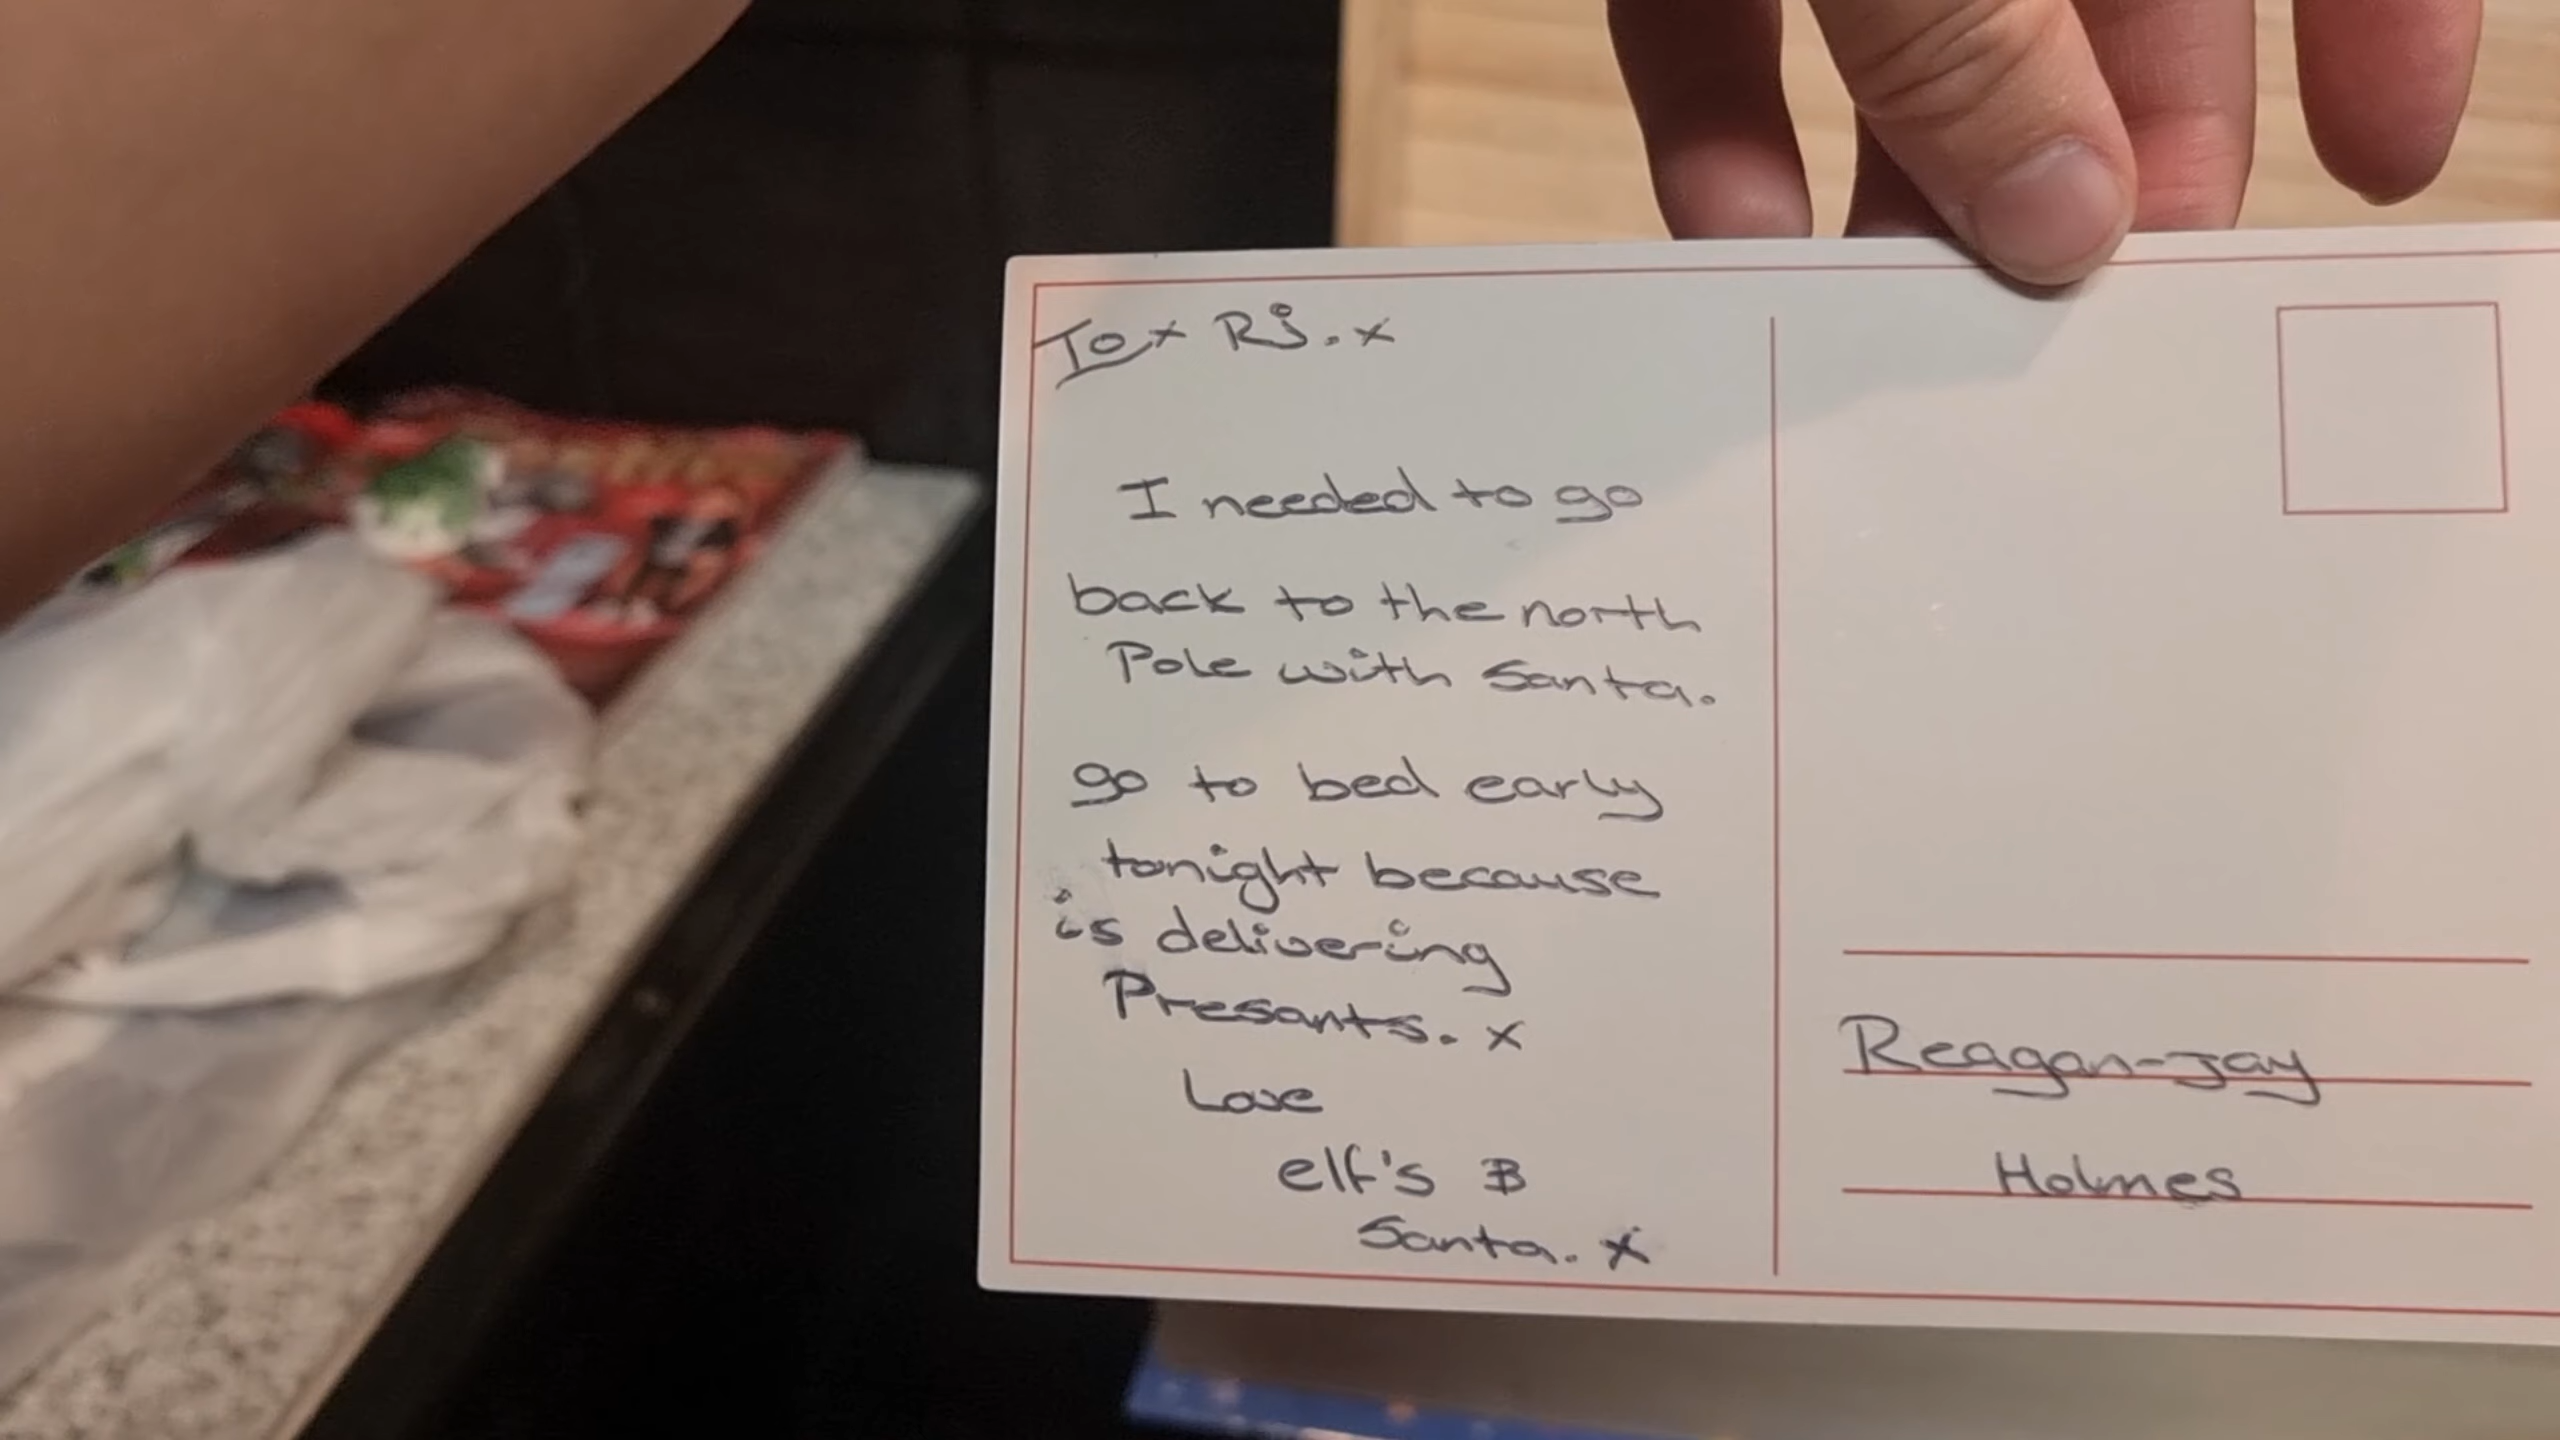 To x RJ. x
I needed to go
back to the north
Pole with Santa.
go to bed early
tonight because
is delivering
Presants. x
Love
elf's B
Santa. x
Reagan-Jay
Holmes